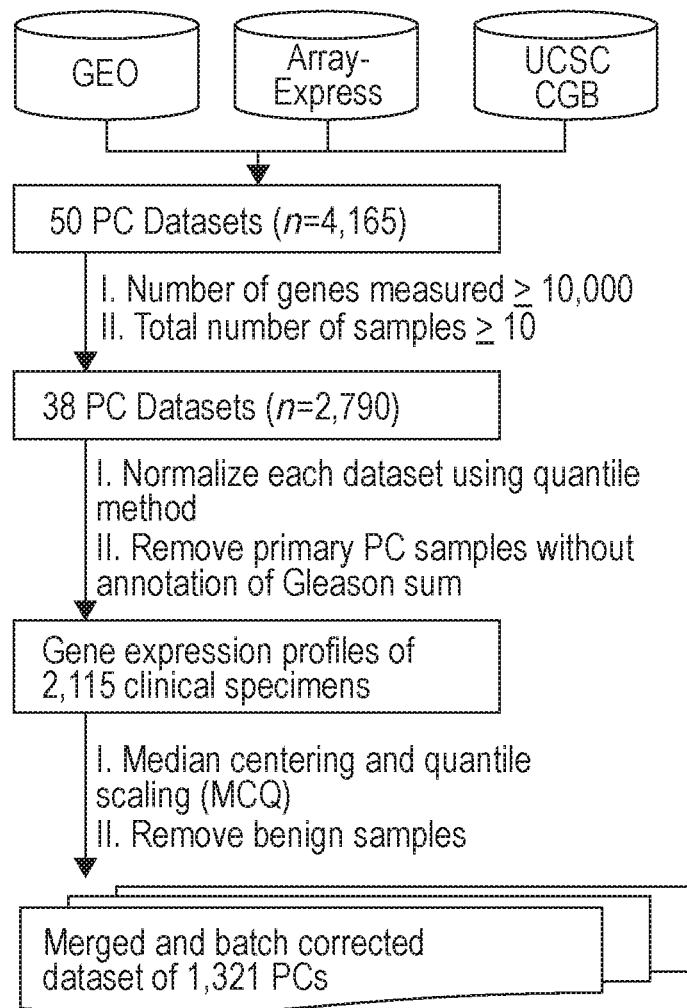 GEO
Array-
Express
UCSC
CGB
50 PC Datasets (n=4,165)
I. Number of genes measured ≥ 10,000
II. Total number of samples ≥ 10
38 PC Datasets (n=2,790)
I. Normalize each dataset using quantile
method
II. Remove primary PC samples without
annotation of Gleason sum
Gene expression profiles of
2,115 clinical specimens
I. Median centering and quantile
scaling (MCQ)
II. Remove benign samples
Merged and batch corrected
dataset of 1,321 PCs